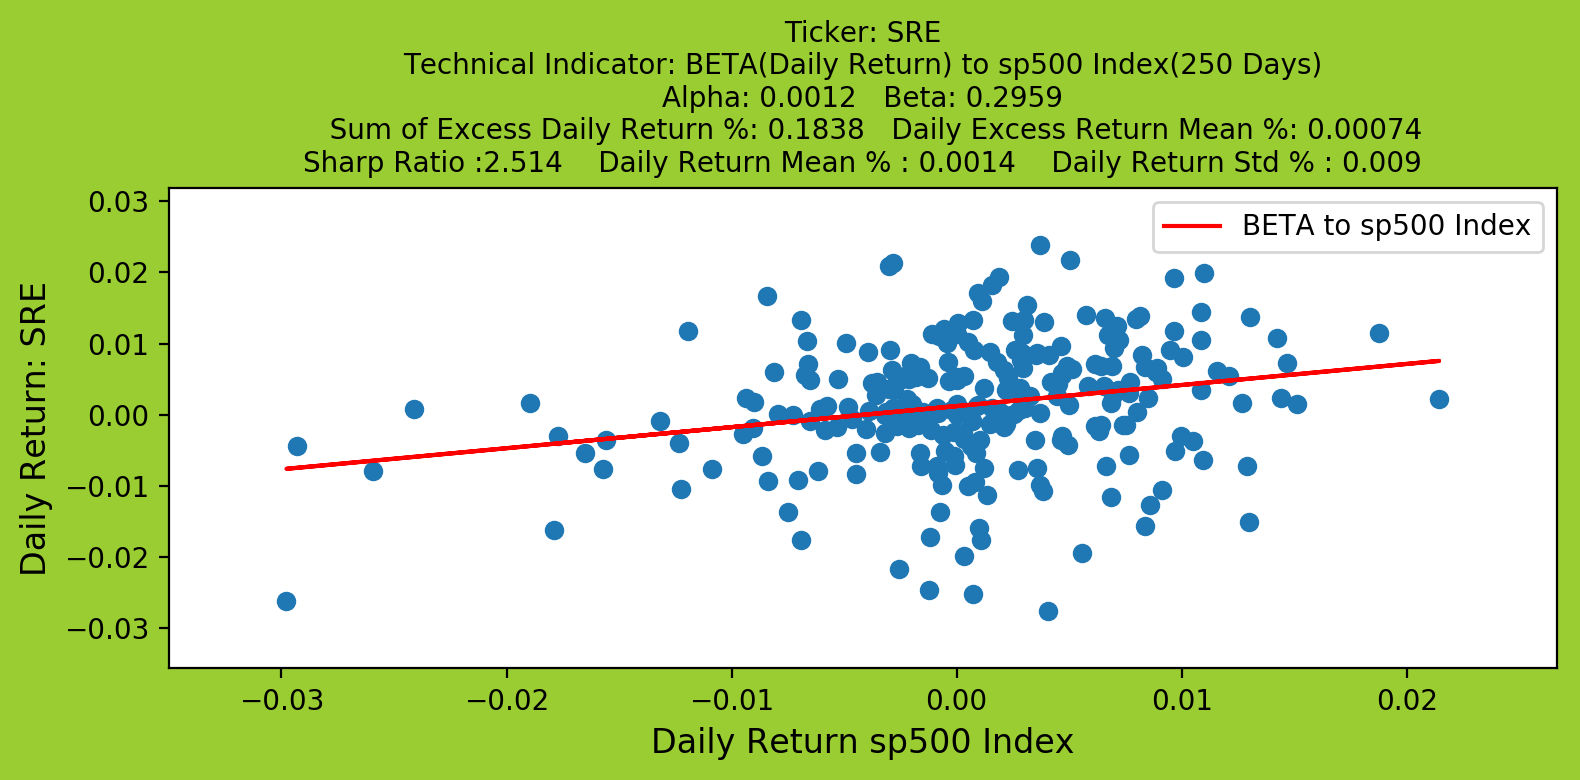 Ticker: SRE
Technical Indicator: BETA(Daily Return) to sp500 Index(250 Days)
Alpha: 0.0012   Beta: 0.2959
Sum of Excess Daily Return %: 0.1838   Daily Excess Return Mean %: 0.00074
Sharp Ratio :2.514    Daily Return Mean % : 0.0014    Daily Return Std % : 0.009
BETA to sp500 Index
Daily Return: SRE
0.03
0.02
0.01
0.00
−0.01
−0.02
−0.03
−0.03
−0.02
−0.01
0.00
0.01
0.02
Daily Return sp500 Index